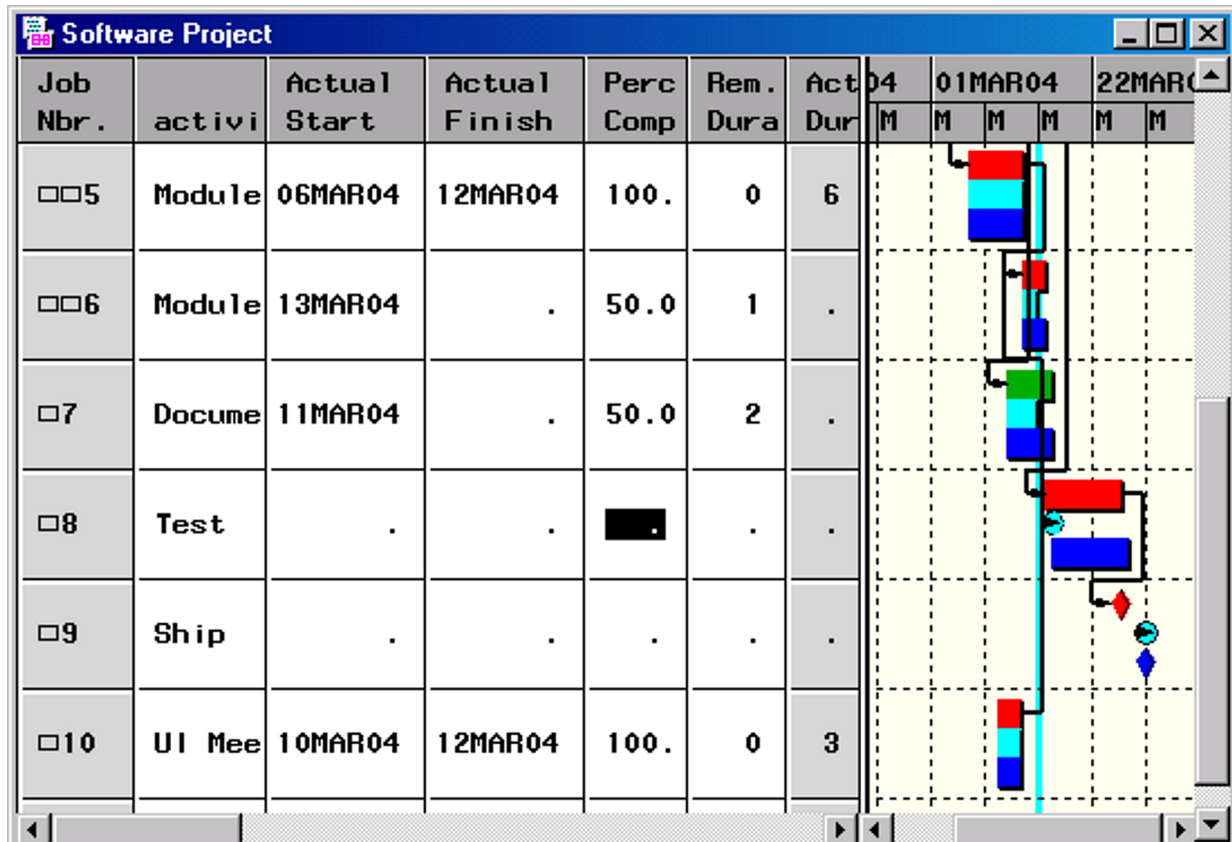 Software Project
Job Nbr. activi Actual Start Actual Finish Perc Comp Rem. Dura Act Dur 04 01MAR04 22MAR
M M M M M M
□□5 Module 06MAR04 12MAR04 100. 0 6
□□6 Module 13MAR04 . 50.0 1 .
□7 Docume 11MAR04 . 50.0 2 .
□8 Test . . . . .
□9 Ship . . . . .
□10 UI Mee 10MAR04 12MAR04 100. 0 3